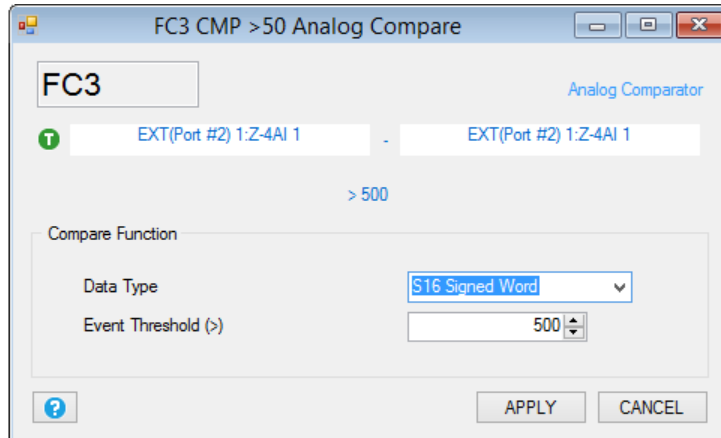 FC3 CMP >50 Analog Compare
FC3
Analog Comparator
T EXT(Port #2) 1:Z-4AI 1 - EXT(Port #2) 1:Z-4AI 1
> 500
Compare Function
Data Type S16 Signed Word
Event Threshold (>) 500
? APPLY CANCEL